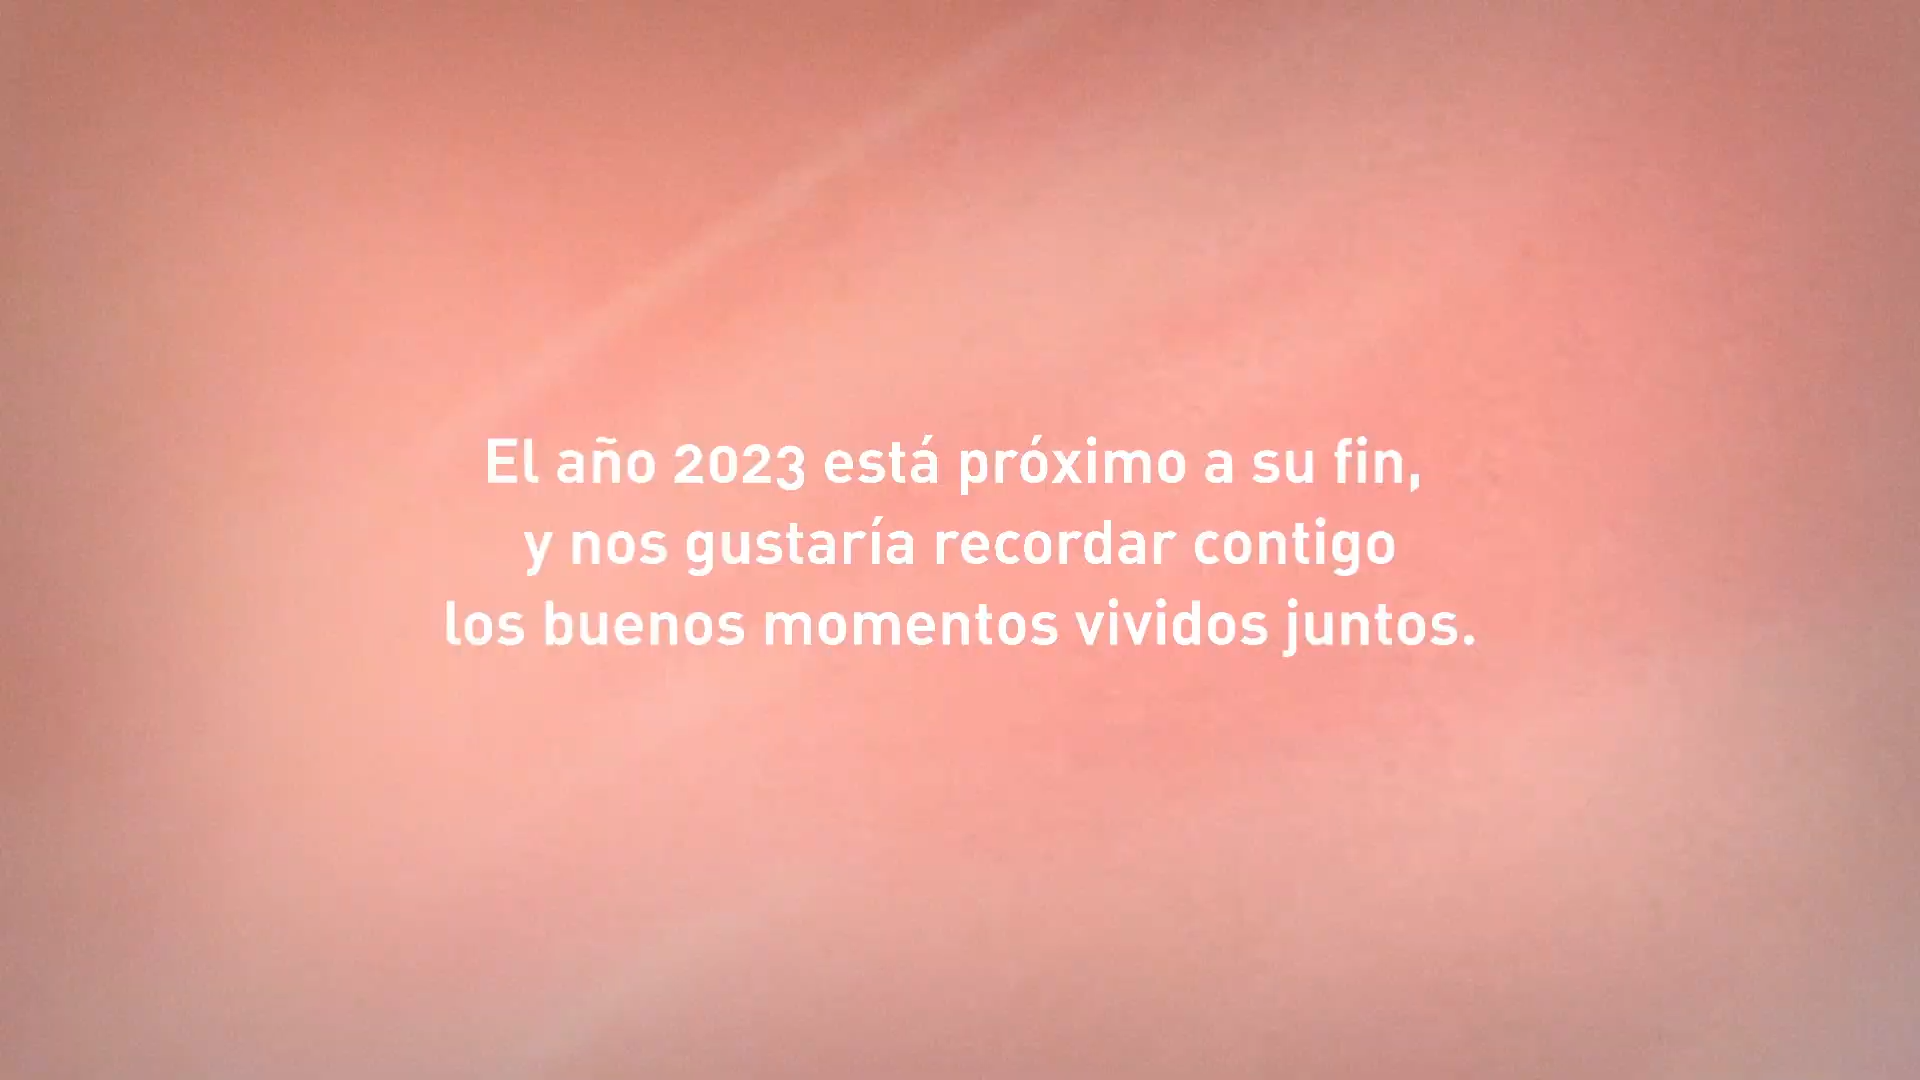 El año 2023 está próximo a su fin,
y nos gustaría recordar contigo
los buenos momentos vividos juntos.